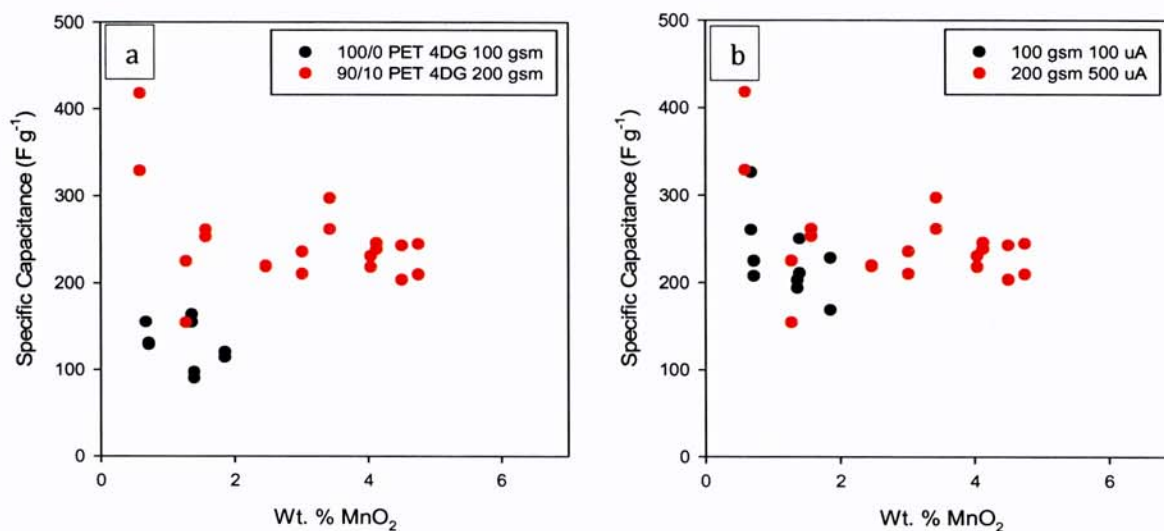 a
100/0 PET 4DG 100 gsm
90/10 PET 4DG 200 gsm
500
400
300
200
100
0
Specific Capacitance (F g⁻¹)
0 2 4 6
Wt. % MnO₂
b
100 gsm 100 uA
200 gsm 500 uA
500
400
300
200
100
0
Specific Capacitance (F g⁻¹)
0 2 4 6
Wt. % MnO₂